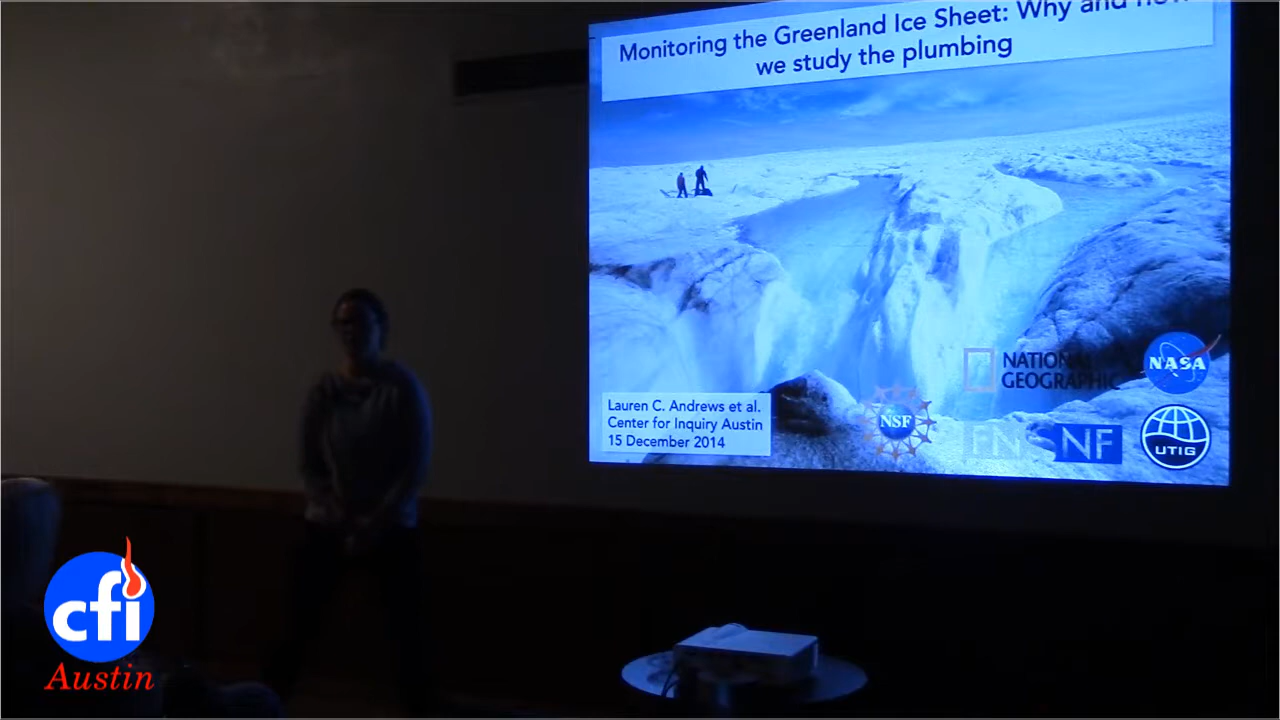 Monitoring the Greenland Ice Sheet: Why and how
we study the plumbing
NATIONAL
GEOGRAPHIC
NASA
Lauren C. Andrews et al.
Center for Inquiry Austin
15 December 2014
NSF
FNSNF
UTIG
cfi
Austin